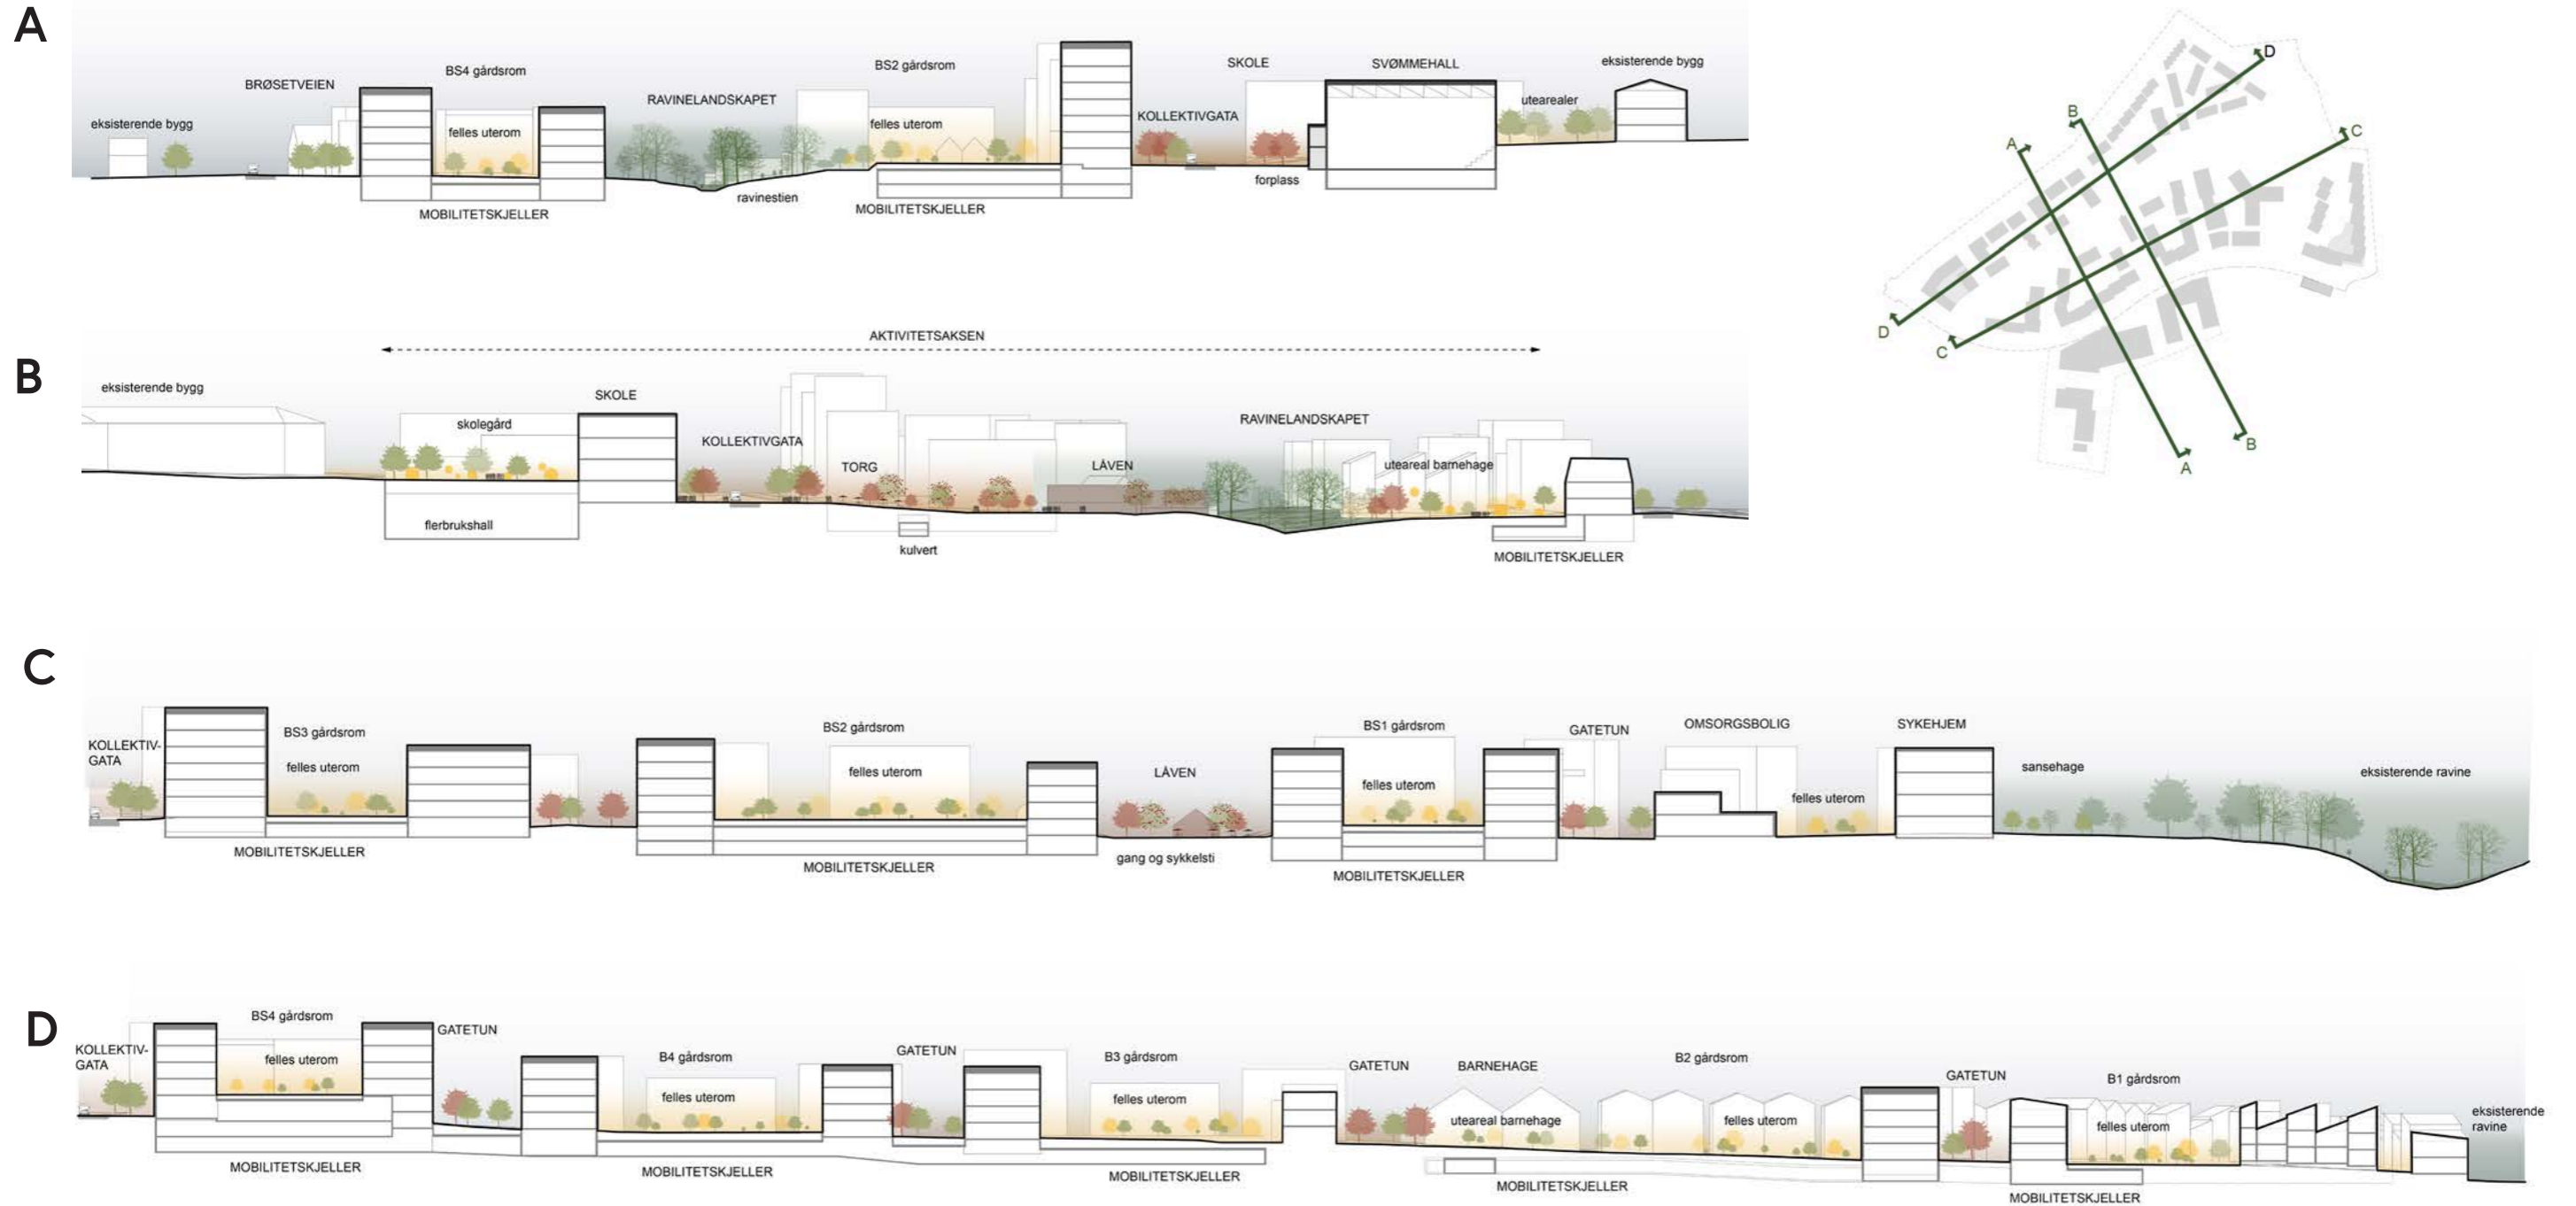 A
BRØSETVEIEN
BS4 gårdsrom
BS2 gårdsrom
SKOLE
SVØMMEHALL
eksisterende bygg
eksisterende bygg
felles uterom
RAVINELANDSKAPET
felles uterom
KOLLEKTIVGATA
utearealer
ravinestien
forplass
MOBILITETSKJELLER
MOBILITETSKJELLER
A
B
C
D
A
B
C
D
B
AKTIVITETSAKSEN
eksisterende bygg
skolegård
SKOLE
KOLLEKTIVGATA
TORG
LÅVEN
RAVINELANDSKAPET
uteareal barnehage
flerbrukshall
kulvert
MOBILITETSKJELLER
C
KOLLEKTIV-
GATA
BS3 gårdsrom
felles uterom
BS2 gårdsrom
felles uterom
LÅVEN
BS1 gårdsrom
felles uterom
GATETUN
OMSORGSBOLIG
felles uterom
SYKEHJEM
sansehage
eksisterende ravine
MOBILITETSKJELLER
MOBILITETSKJELLER
gang og sykkelsti
MOBILITETSKJELLER
D
KOLLEKTIV-
GATA
BS4 gårdsrom
felles uterom
GATETUN
B4 gårdsrom
felles uterom
GATETUN
B3 gårdsrom
felles uterom
GATETUN
BARNEHAGE
uteareal barnehage
B2 gårdsrom
felles uterom
GATETUN
B1 gårdsrom
felles uterom
eksisterende
ravine
MOBILITETSKJELLER
MOBILITETSKJELLER
MOBILITETSKJELLER
MOBILITETSKJELLER
MOBILITETSKJELLER